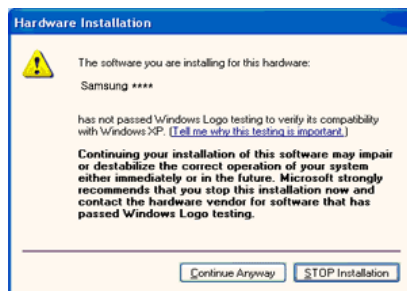 Hardware Installation
The software you are installing for this hardware:
Samsung ****
has not passed Windows Logo testing to verify its compatibility
with Windows XP. (Tell me why this testing is important.)
Continuing your installation of this software may impair
or destabilize the correct operation of your system
either immediately or in the future. Microsoft strongly
recommends that you stop this installation now and
contact the hardware vendor for software that has
passed Windows Logo testing.
Continue Anyway
STOP Installation